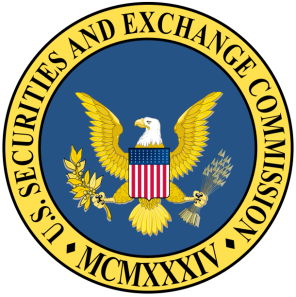 U.S. SECURITIES AND EXCHANGE COMMISSION
MCMXXXIV